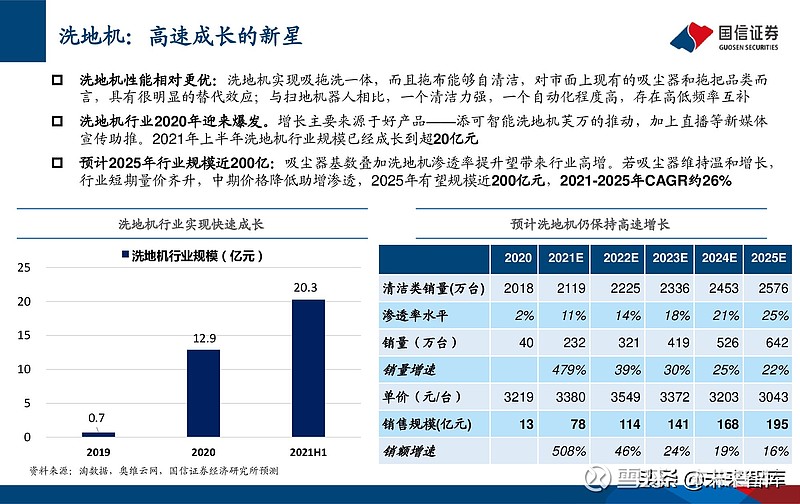 洗地机：高速成长的新星
国信证券
GUOSEN SECURITIES
洗地机性能相对更优：洗地机实现吸拖洗一体，而且拖布能够自清洁，对市面上现有的吸尘器和拖把品类而
言，具有很明显的替代效应；与扫地机器人相比，一个清洁力强，一个自动化程度高，存在高低频率互补
洗地机行业2020年迎来爆发。增长主要来源于好产品——添可智能洗地机芙万的推动，加上直播等新媒体
宣传助推。2021年上半年洗地机行业规模已经成长到超20亿元
预计2025年行业规模近200亿：吸尘器基数叠加洗地机渗透率提升望带来行业高增。若吸尘器维持温和增长，
行业短期量价齐升，中期价格降低助增渗透，2025年有望规模近200亿元，2021-2025年CAGR约26%
洗地机行业实现快速成长
洗地机行业规模（亿元）
25
20
15
10
5
0
0.7
12.9
20.3
2019 2020 2021H1
预计洗地机仍保持高速增长
2020 2021E 2022E 2023E 2024E 2025E
清洁类销量(万台) 2018 2119 2225 2336 2453 2576
渗透率水平 2% 11% 14% 18% 21% 25%
销量（万台） 40 232 321 419 526 642
销量增速 479% 39% 30% 25% 22%
单价（元/台） 3219 3380 3549 3372 3203 3043
销售规模(亿元) 13 78 114 141 168 195
销额增速 508% 46% 24% 19% 16%
资料来源：淘数据，奥维云网，国信证券经济研究所预测
头条@未来智库